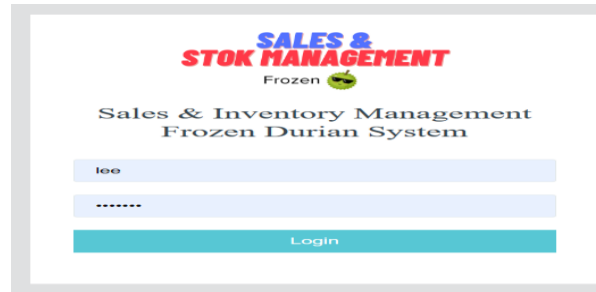 SALES &
STOK MANAGEMENT
Frozen
Sales & Inventory Management
Frozen Durian System
lee
•••••••
Login